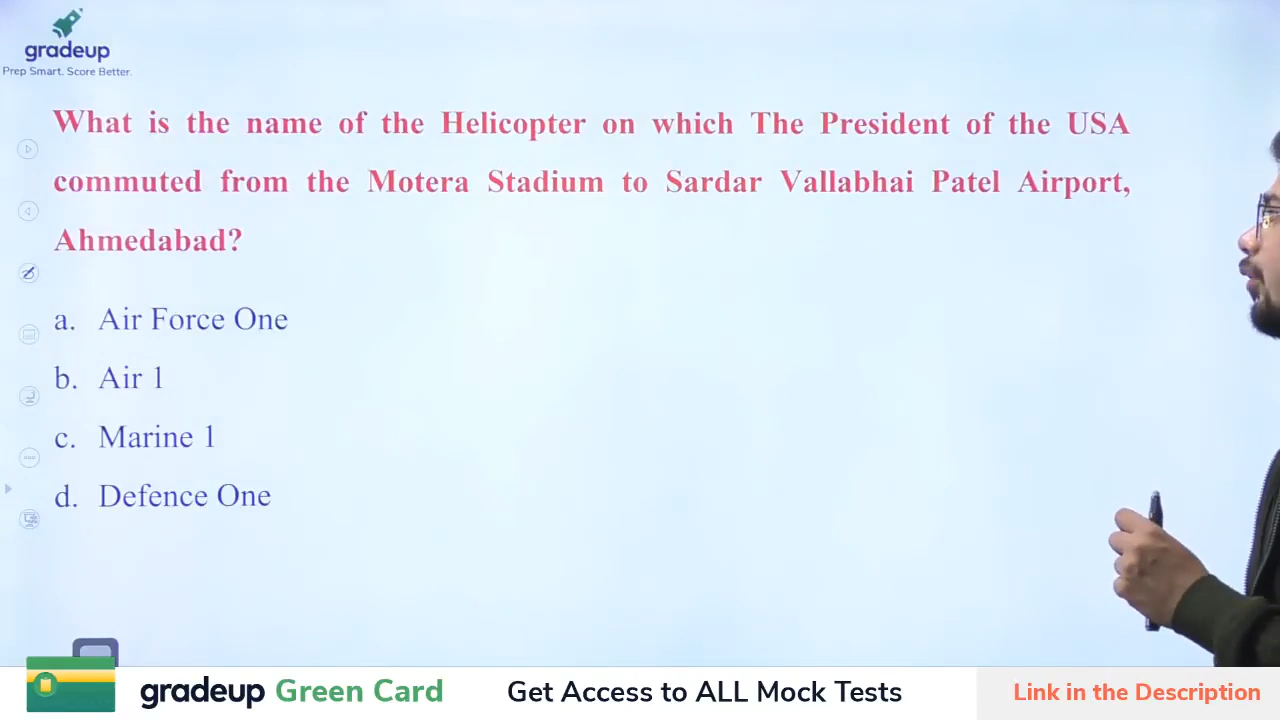 gradeup
Prep Smart. Score Better.
What is the name of the Helicopter on which The President of the USA
commuted from the Motera Stadium to Sardar Vallabhai Patel Airport,
Ahmedabad?
a. Air Force One
b. Air 1
c. Marine 1
d. Defence One
gradeup Green Card
Get Access to ALL Mock Tests
Link in the Description